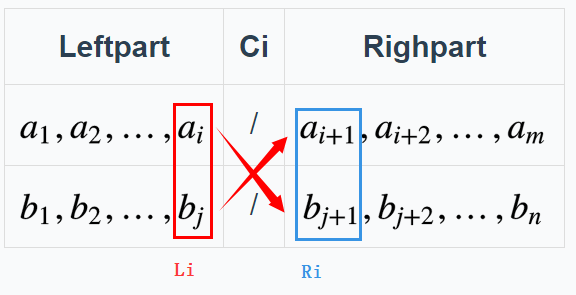 Leftpart Ci Righpart
a₁, a₂, …, aᵢ / aᵢ₊₁, aᵢ₊₂, …, aₘ
b₁, b₂, …, bⱼ / bⱼ₊₁, bⱼ₊₂, …, bₙ
Li Ri